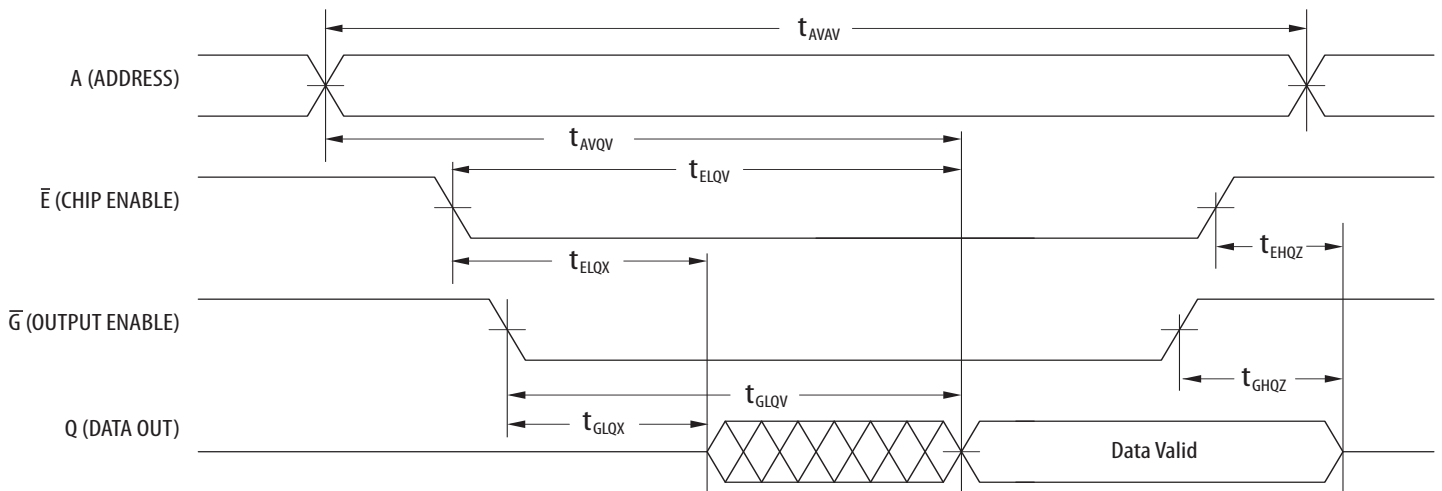 tAVAV
A (ADDRESS)
tAVQV
tELQV
E̅ (CHIP ENABLE)
tELQX
tEHQZ
G̅ (OUTPUT ENABLE)
tGHQZ
tGLQV
tGLQX
Q (DATA OUT)
Data Valid